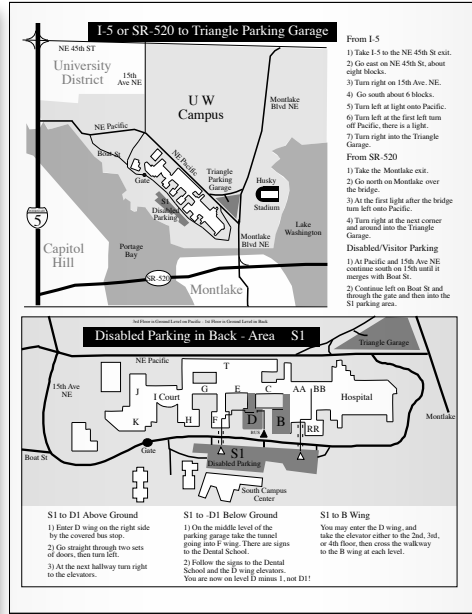 I-5 or SR-520 to Triangle Parking Garage
NE 45th ST
University
District
15th
Ave NE
U W
Campus
Montlake
Blvd NE
NE Pacific
Boat St
NE Pacific
Gate
Triangle
Parking
Garage
Husky
Stadium
S1
Disabled
Parking
5
Capitol
Hill
Portage
Bay
Montlake
Blvd NE
Lake
Washington
SR-520
Montlake
From I-5
1) Take I-5 to the NE 45th st exit.
2) Go east on NE 45th St, about
eight blocks.
3) Turn right on 15th Ave. NE.
4) Go south about 6 blocks.
5) Turn left at light onto Pacific.
6) Turn left at the first left turn
off Pacific, there is a light.
7) Turn right into the Triangle
Garage.
From SR-520
1) Take the Montlake exit.
2) Go north on Montlake over
the bridge.
3) At the first light after the bridge
turn left onto Pacific.
4) Turn right at the next corner
and around into the Triangle
Garage.
Disabled/Visitor Parking
1) At Pacific and 15th Ave NE
continue south on 15th until it
merges with Boat St.
2) Continue left on Boat St and
through the gate and then into the
S1 parking area.
3rd Floor is Ground Level on Pacific 1st Floor is Ground Level in Back
Disabled Parking in Back - Area S1
Triangle Garage
NE Pacific
15th Ave
NE
T
J
I Court
G
E
C
AA
BB
Hospital
K
H
F
D
B
RR
BUS
Montlake
Gate
Boat St
S1
Disabled Parking
South Campus
Center
S1 to D1 Above Ground
1) Enter D wing on the right side
by the covered bus stop.
2) Go straight through two sets
of doors, then turn left.
3) At the next hallway turn right
to the elevators.
S1 to -D1 Below Ground
1) On the middle level of the
parking garage take the tunnel
going into F wing. There are signs
to the Dental School.
2) Follow the signs to the Dental
School and the D wing elevators.
You are now on level D minus 1, not D1!
S1 to B Wing
You may enter the D wing, and
take the elevator either to the 2nd, 3rd,
or 4th floor, then cross the walkway
to the B wing at each level.